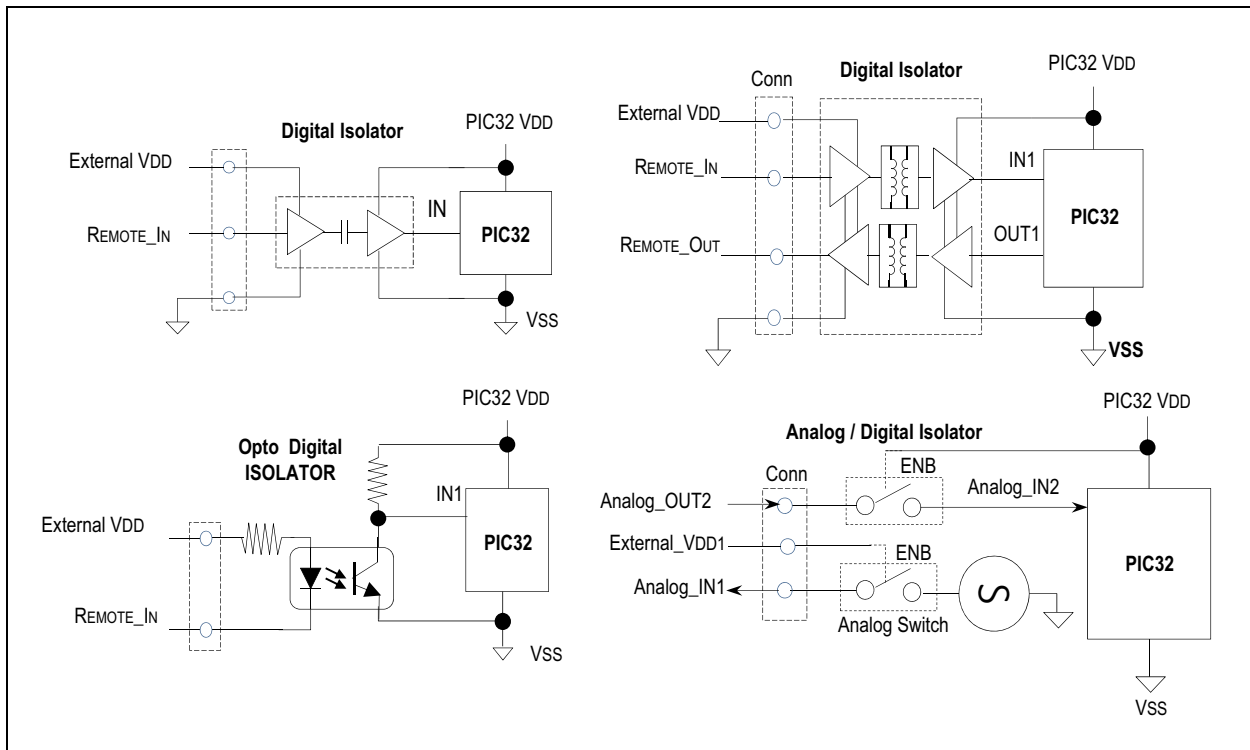 Digital Isolator
PIC32 VDD
External VDD
REMOTE_IN
IN
PIC32
VSS
Conn
Digital Isolator
PIC32 VDD
External VDD
REMOTE_IN
IN1
PIC32
REMOTE_OUT
OUT1
VSS
Opto Digital
ISOLATOR
PIC32 VDD
IN1
External VDD
PIC32
REMOTE_IN
VSS
Analog / Digital Isolator
PIC32 VDD
Conn
ENB
Analog_OUT2
Analog_IN2
External_VDD1
ENB
PIC32
Analog_IN1
S
Analog Switch
VSS